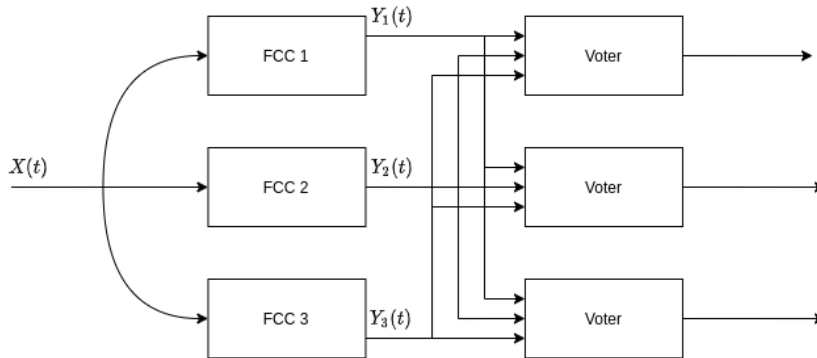 Y₁(t)
FCC 1
Voter
X(t)
Y₂(t)
FCC 2
Voter
Y₃(t)
FCC 3
Voter